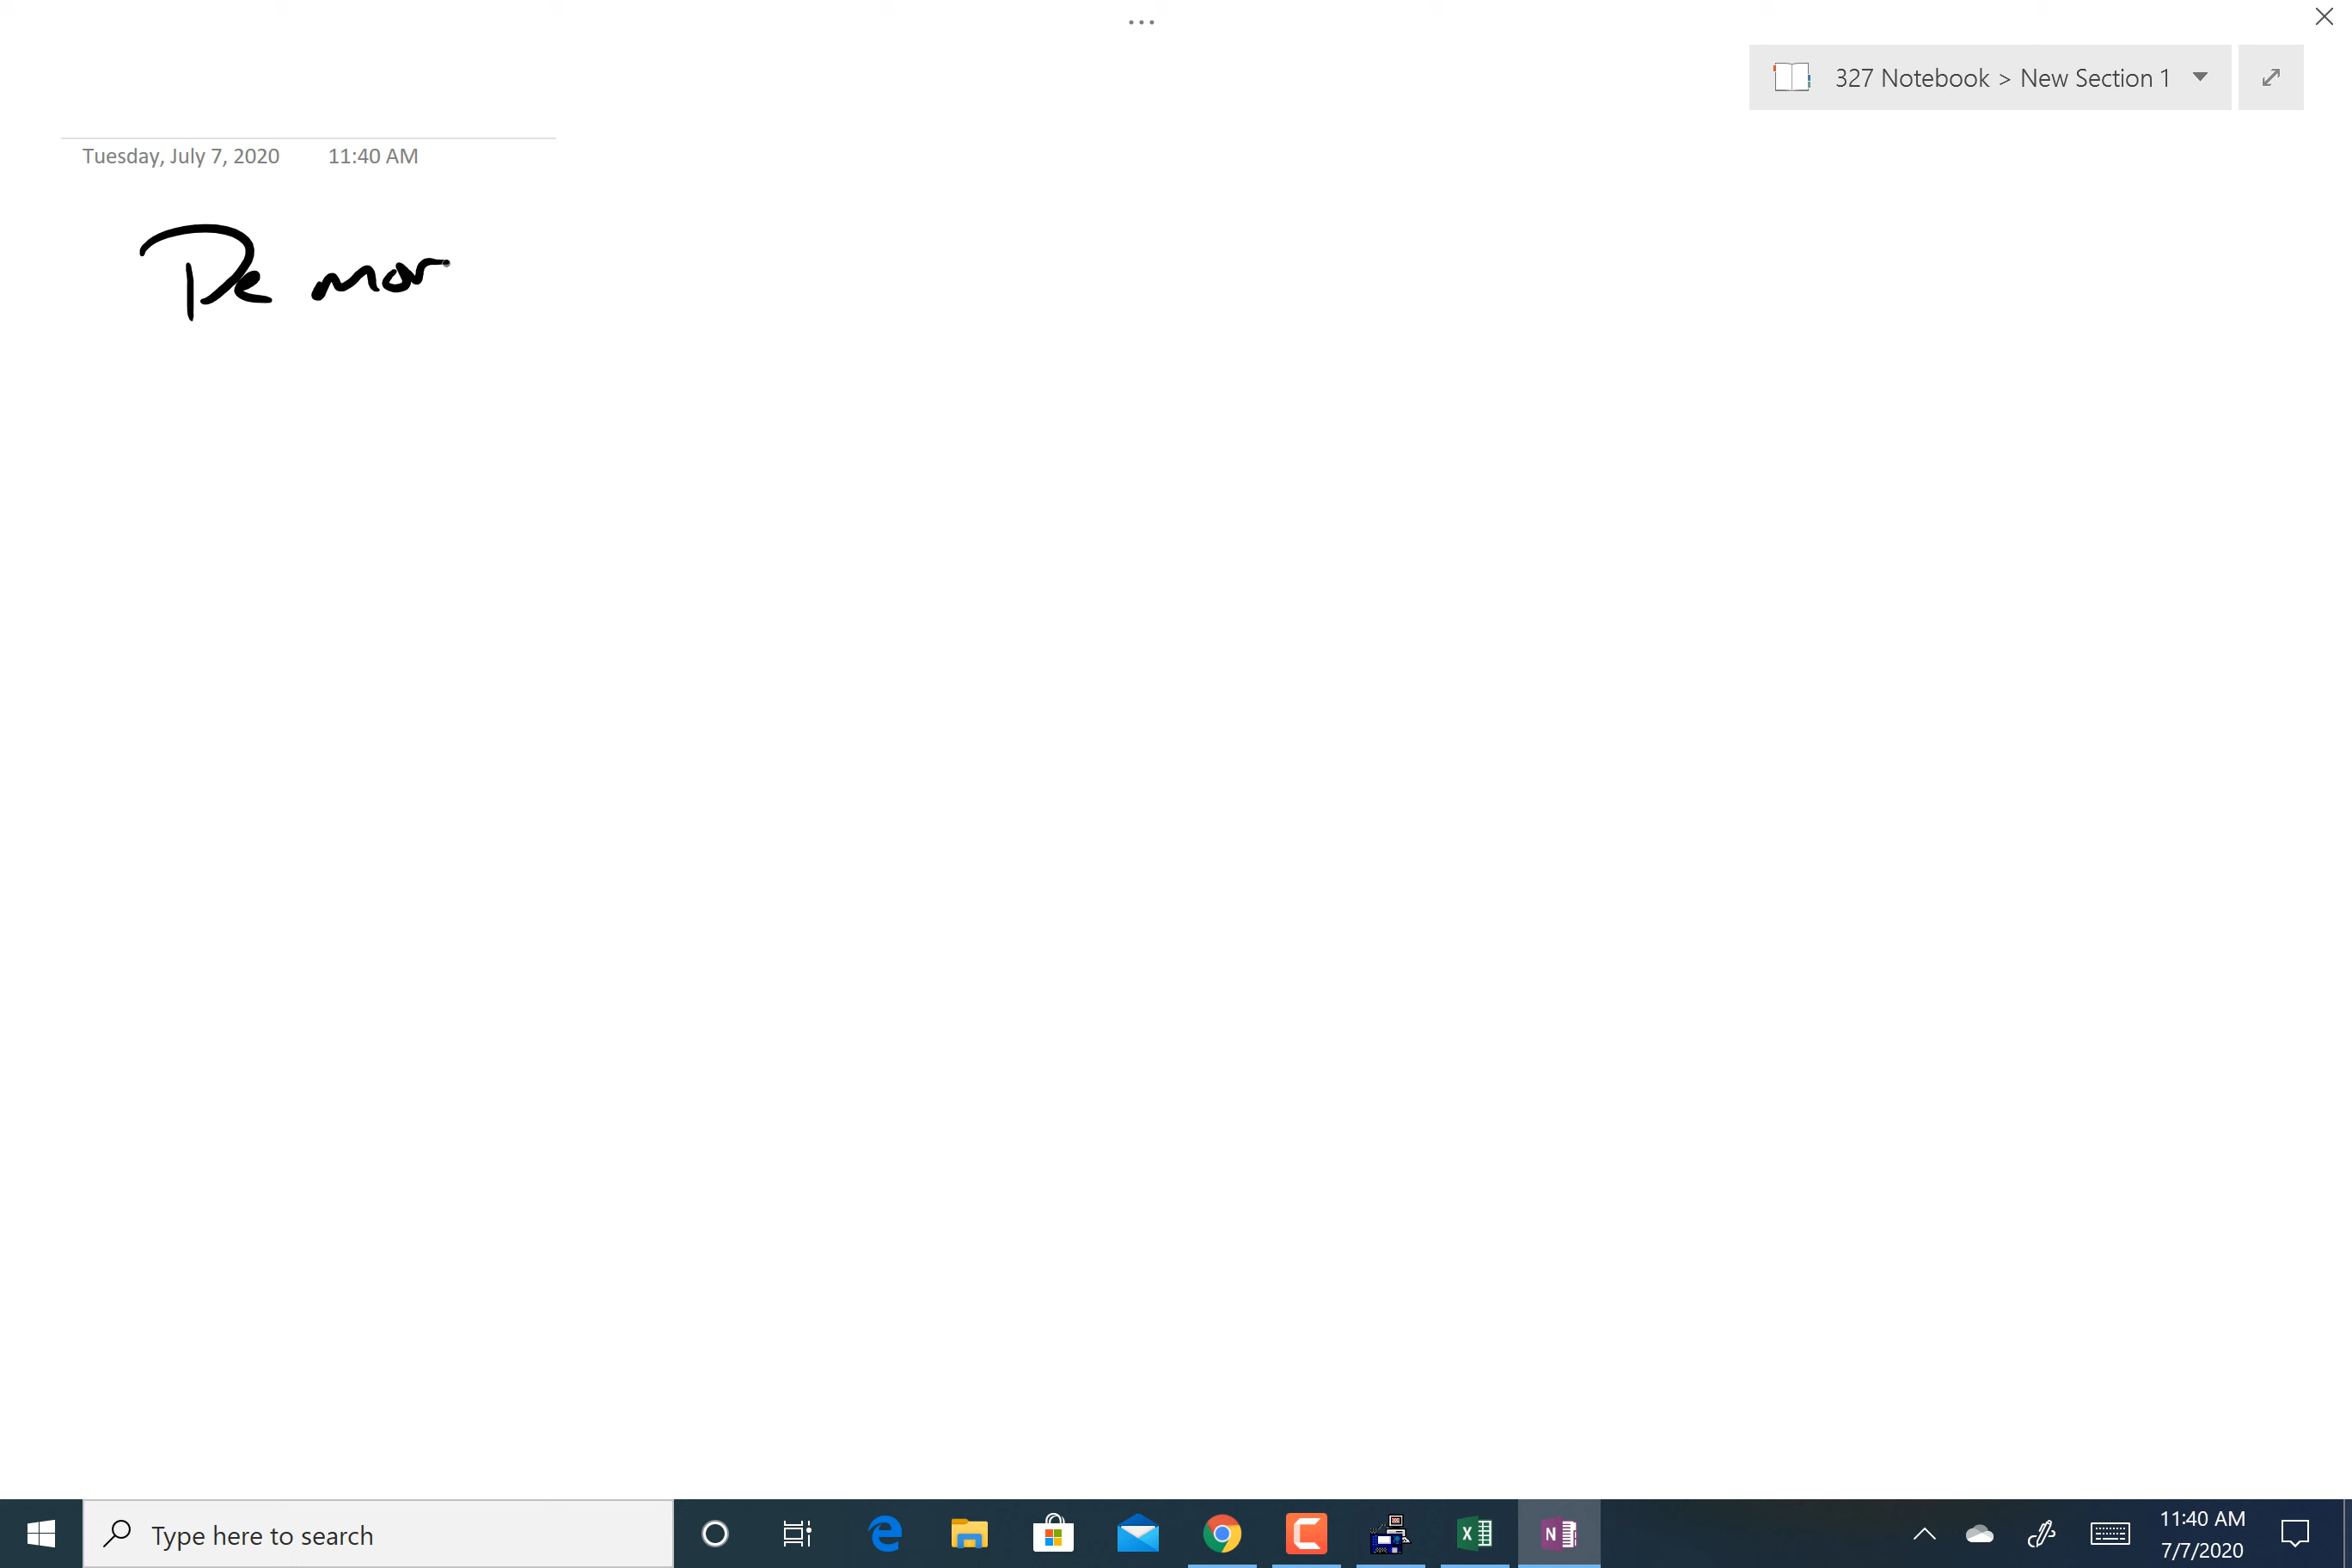 327 Notebook > New Section 1
Tuesday, July 7, 2020 11:40 AM
De mor
Type here to search
11:40 AM
7/7/2020